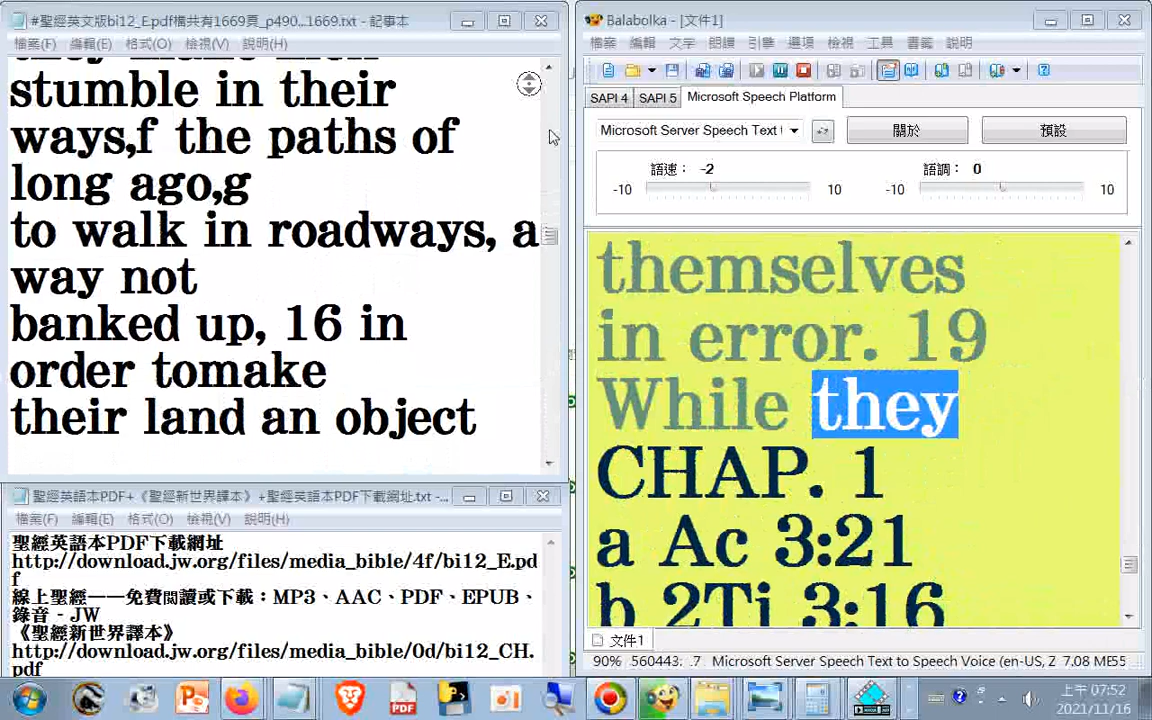 #聖經英文版bi12_E.pdf檔共有1669頁_p490...1669.txt - 記事本
檔案(F) 編輯(E) 格式(O) 檢視(V) 說明(H)
stumble in their
ways,f the paths of
long ago,g
to walk in roadways, a
way not
banked up, 16 in
order tomake
their land an object
聖經英語本PDF+《聖經新世界譯本》+聖經英語本PDF下載網址.txt - ...
檔案(F) 編輯(E) 格式(O) 檢視(V) 說明(H)
聖經英語本PDF下載網址
http://download.jw.org/files/media_bible/4f/bi12_E.pd
f
線上聖經——免費閱讀或下載：MP3、AAC、PDF、EPUB、
錄音 - JW
《聖經新世界譯本》
http://download.jw.org/files/media_bible/0d/bi12_CH.
pdf
Balabolka - [文件1]
檔案 編輯 文字 朗讀 引擎 選項 檢視 工具 書籤 說明
SAPI 4 SAPI 5 Microsoft Speech Platform
Microsoft Server Speech Text 關於 預設
語速： -2 語調： 0
-10 10 -10 10
themselves
in error. 19
While they
CHAP. 1
a Ac 3:21
b 2Ti 3:16
文件1
90% 560443: .7 Microsoft Server Speech Text to Speech Voice (en-US, Z 7.08 ME55
PDF
上午 07:52
2021/11/16